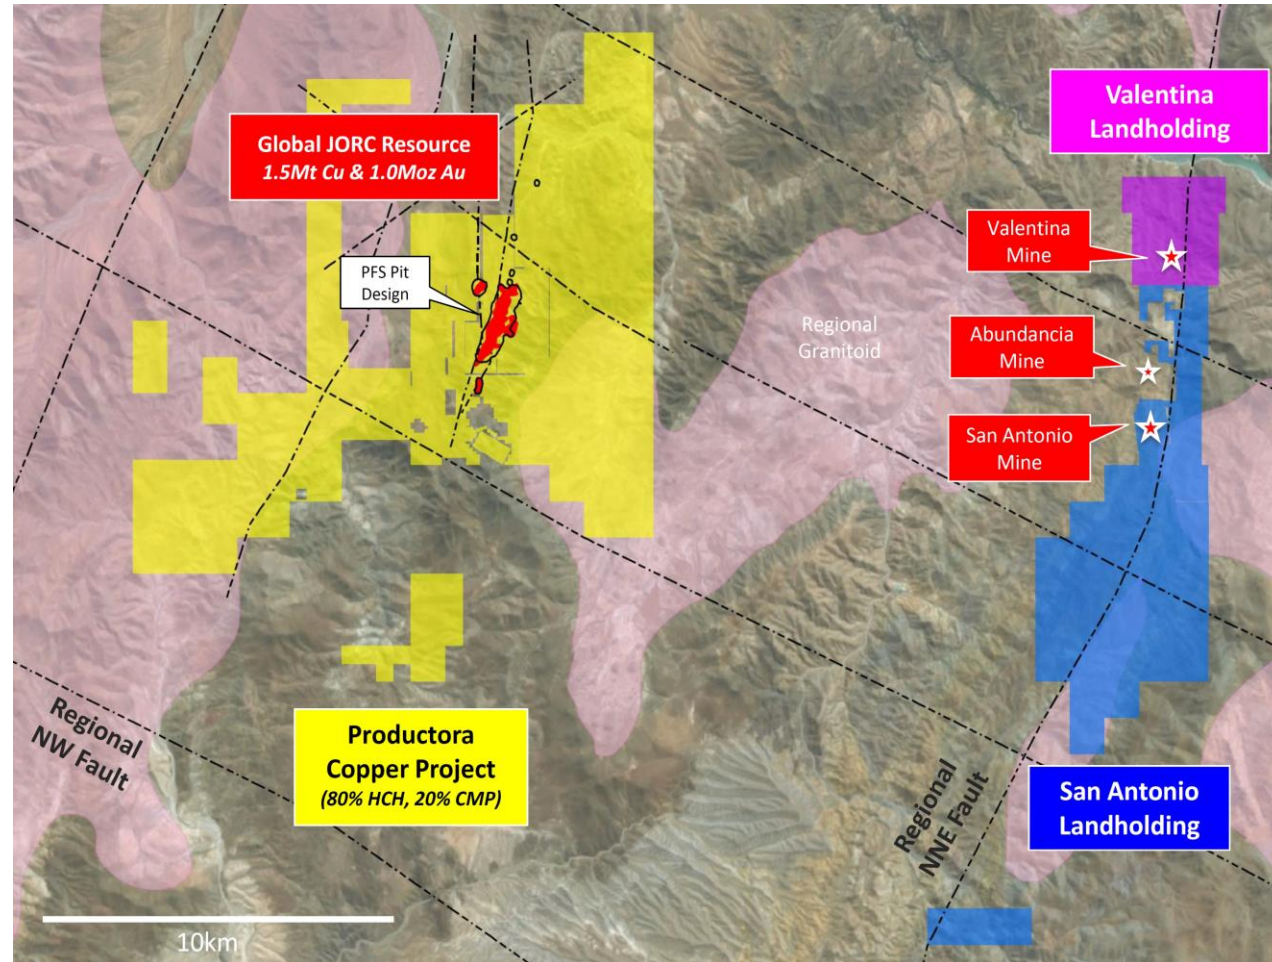 Valentina
Landholding
Global JORC Resource
1.5Mt Cu & 1.0Moz Au
Valentina
Mine
PFS Pit
Design
Regional
Granitoid
Abundancia
Mine
San Antonio
Mine
Regional
NW Fault
Productora
Copper Project
(80% HCH, 20% CMP)
Regional
NNE Fault
San Antonio
Landholding
10km